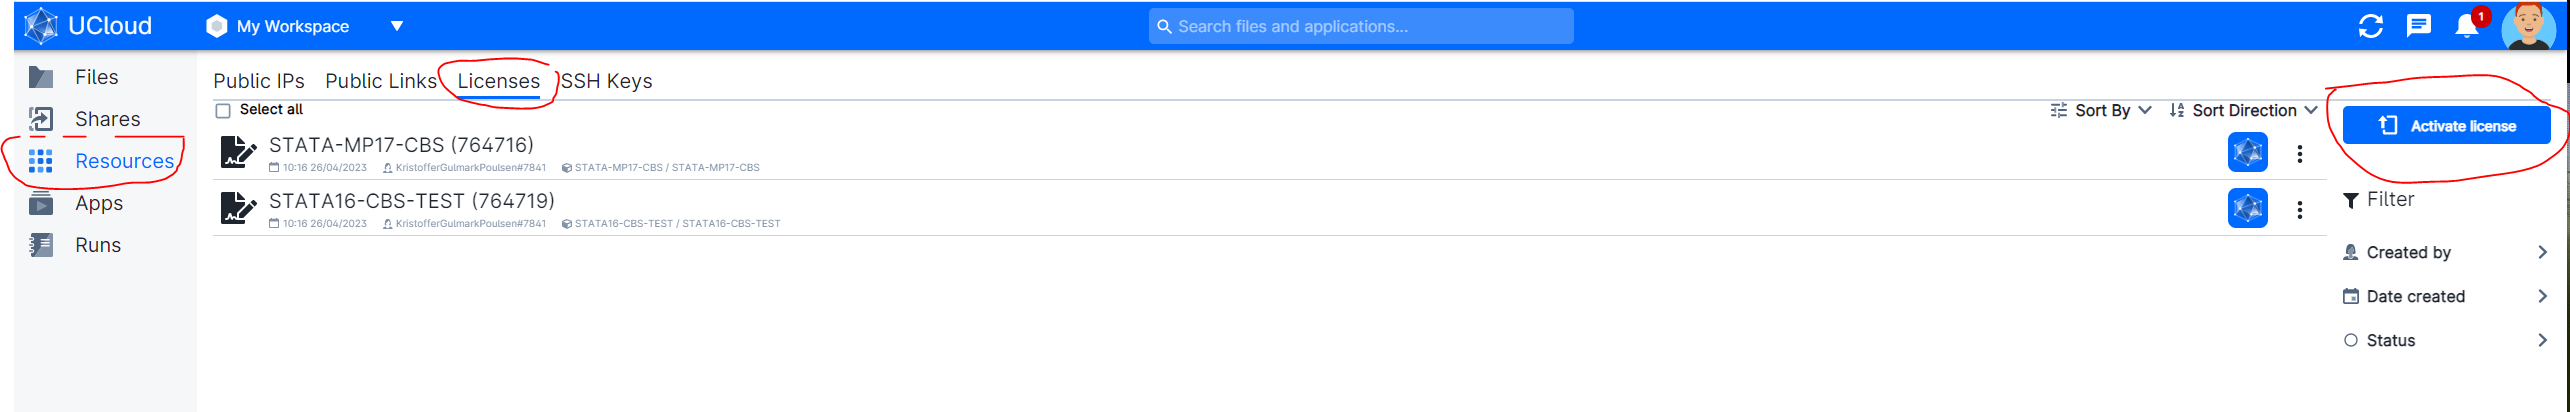 UCloud My Workspace Search files and applications... 1
Files
Shares
Resources
Apps
Runs
Public IPs Public Links Licenses SSH Keys
Select all Sort By Sort Direction
STATA-MP17-CBS (764716)
10:16 26/04/2023 KristofferGulmarkPoulsen#7841 STATA-MP17-CBS / STATA-MP17-CBS
STATA16-CBS-TEST (764719)
10:16 26/04/2023 KristofferGulmarkPoulsen#7841 STATA16-CBS-TEST / STATA16-CBS-TEST
Activate license
Filter
Created by
Date created
Status